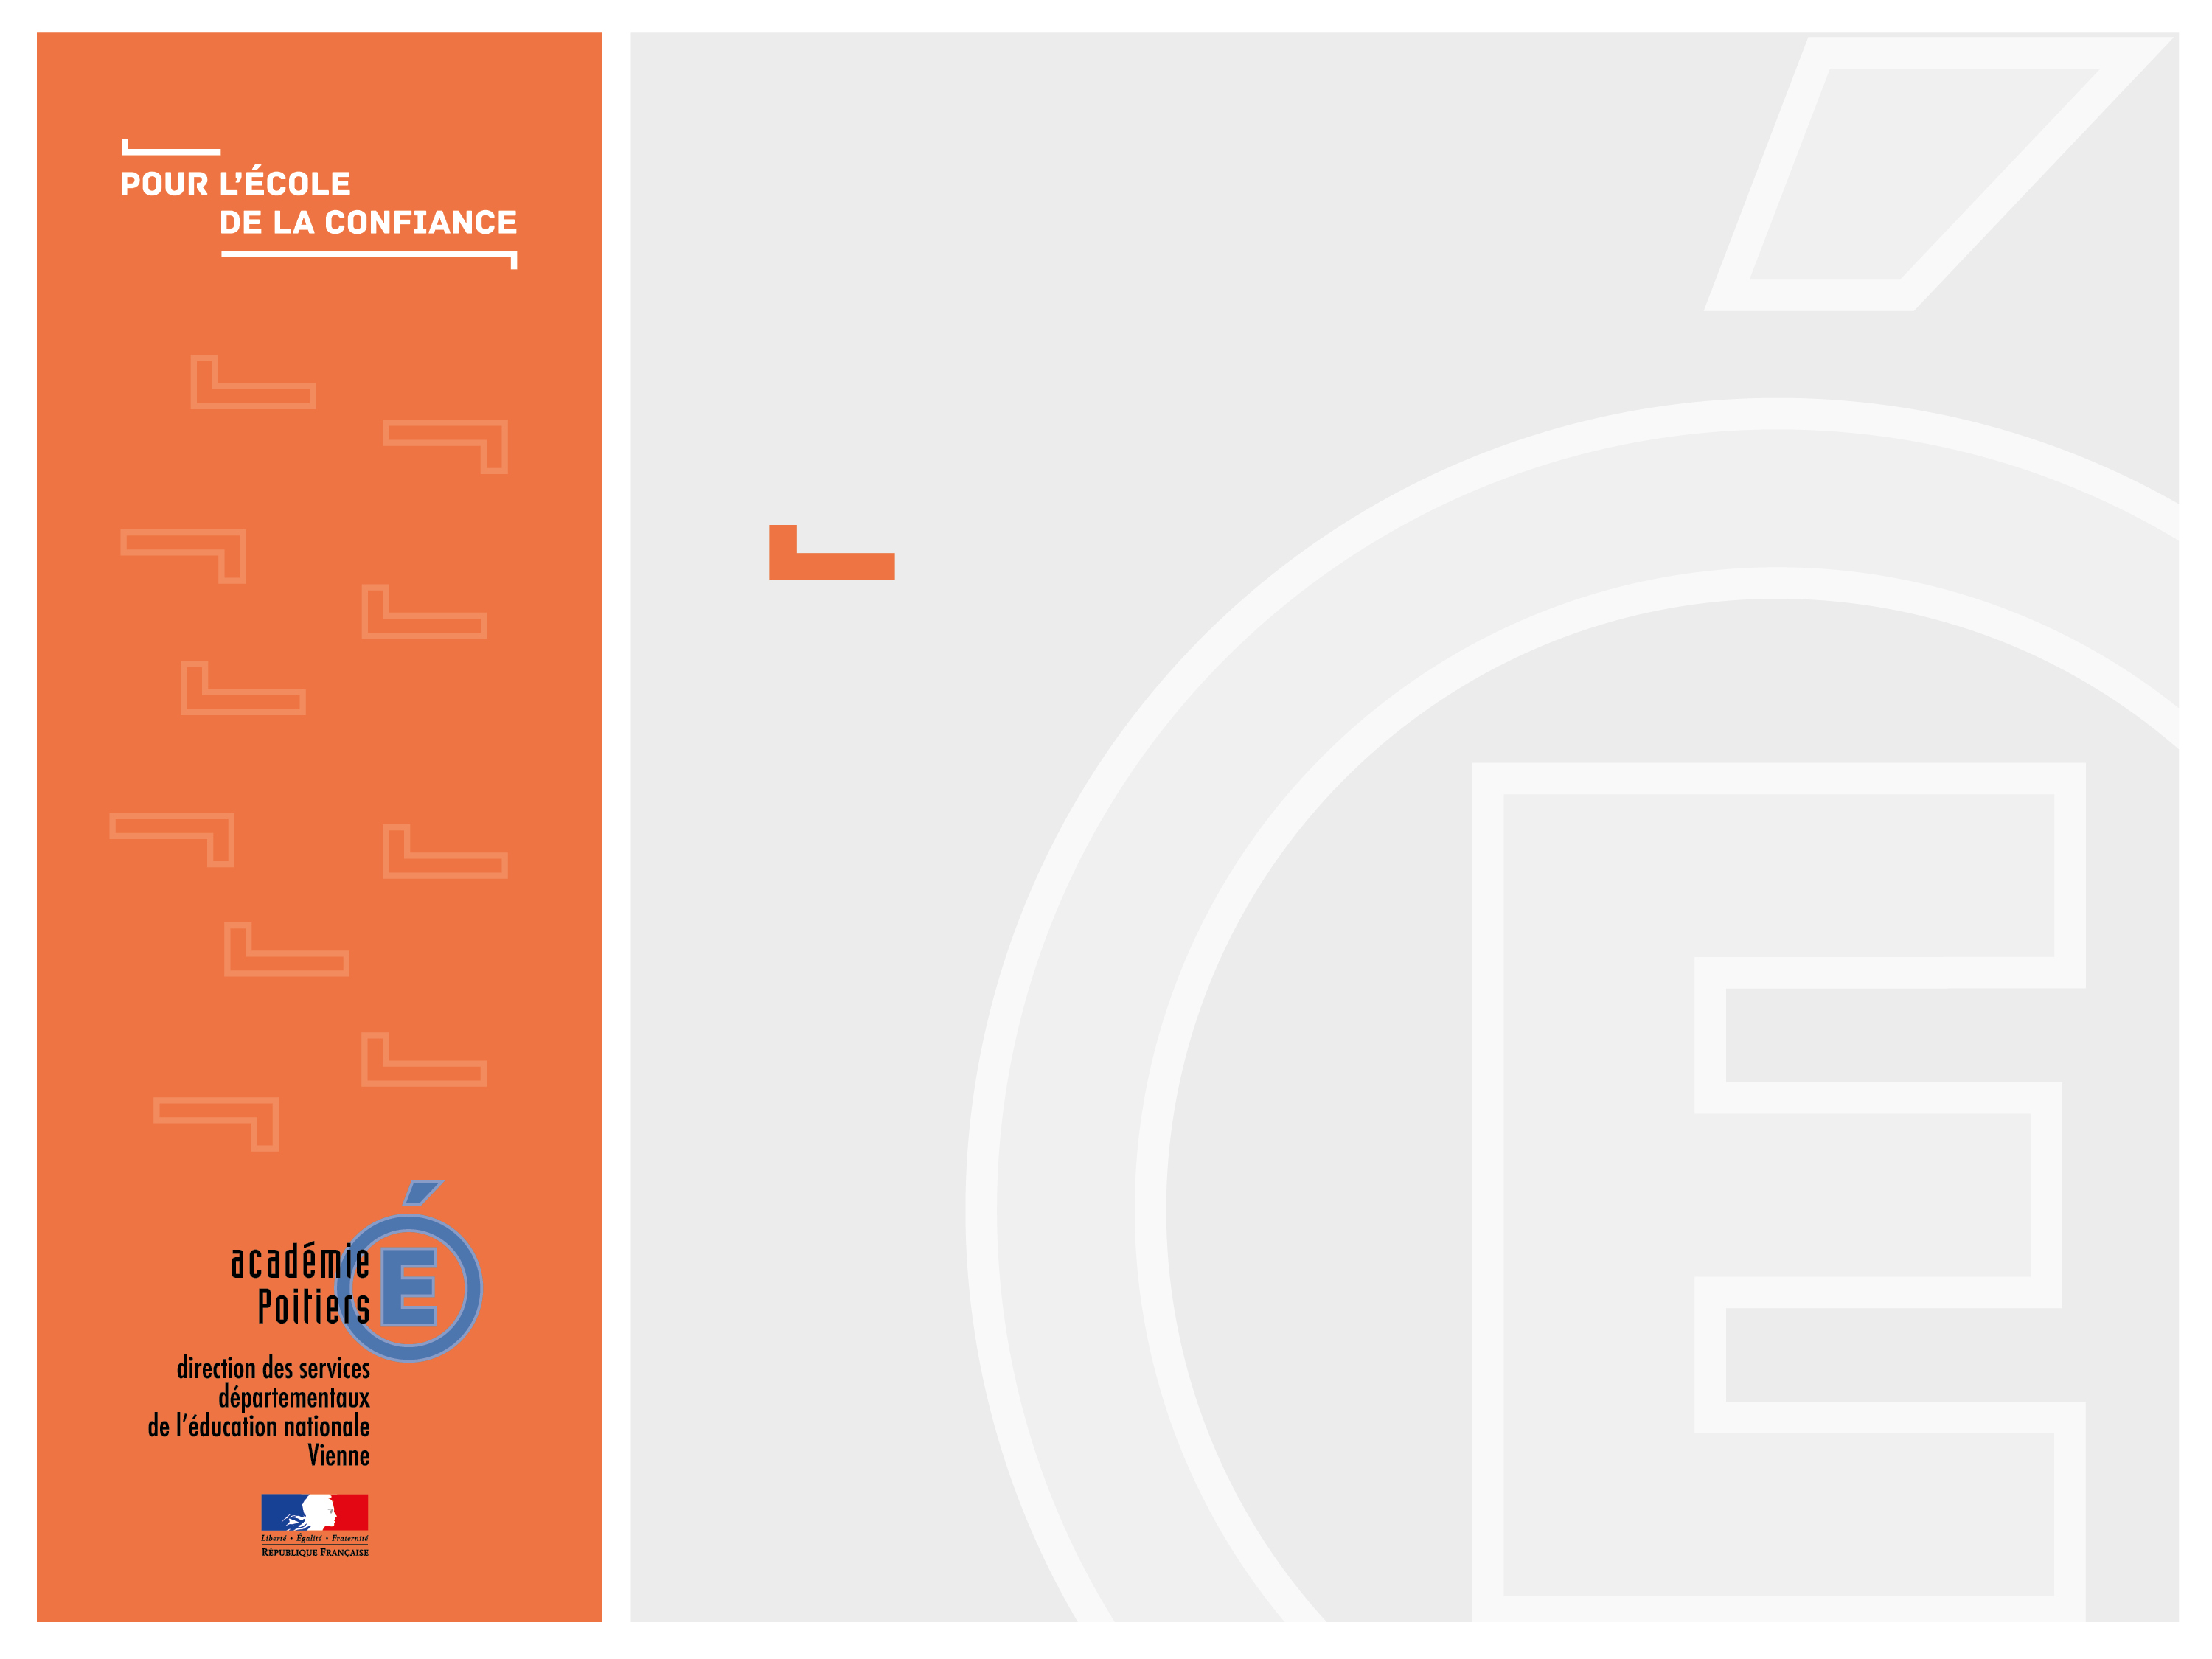 POUR L'ÉCOLE
DE LA CONFIANCE
É
académie
Poitiers
direction des services
départementaux
de l'éducation nationale
Vienne
Liberté • Égalité • Fraternité
RÉPUBLIQUE FRANÇAISE
É